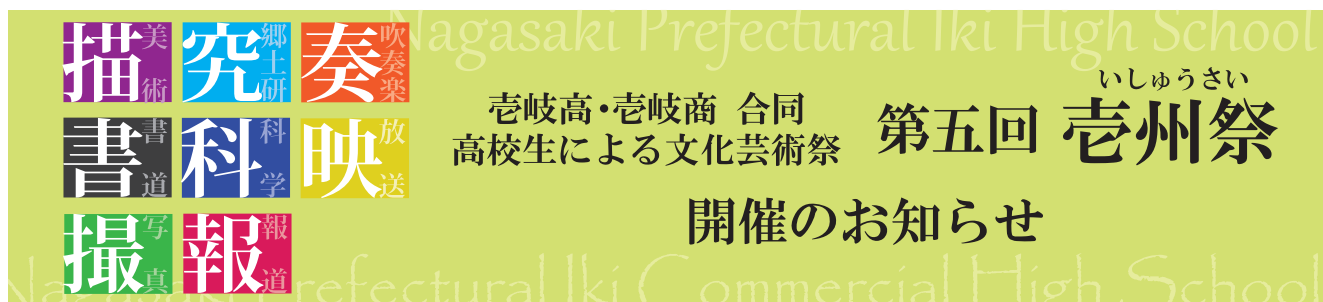 Nagasaki Prefectural Iki High School
描 美術
究 郷土研
奏 吹奏楽
書 書道
科 科学
映 放送
撮 写真
報 報道
壱岐高・壱岐商 合同
高校生による文化芸術祭
いしゅうさい
第五回 壱州祭
開催のお知らせ
Nagasaki Prefectural Iki Commercial High School